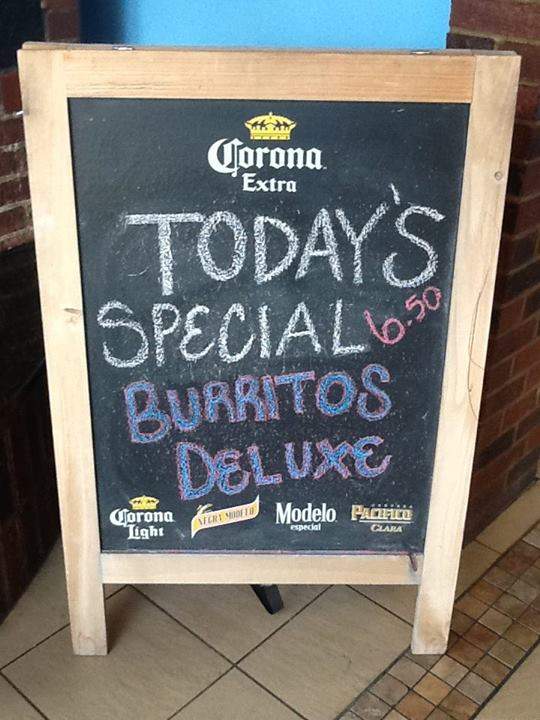 Corona
Extra
TODAY'S
SPECIAL 6.50
BURRITOS
DELUXE
Corona Light
NEGRA MODELO
Modelo especial
PACIFICO CLARA